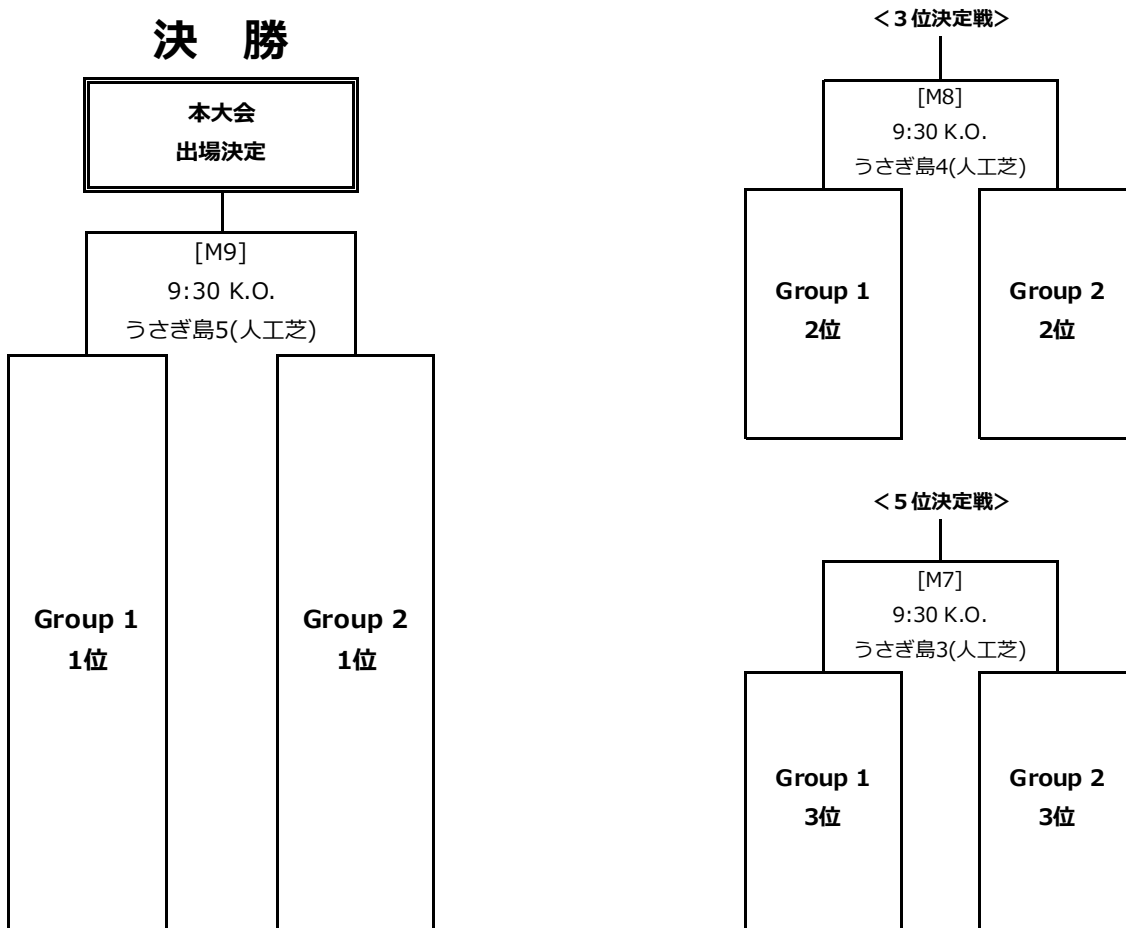 決　勝
本大会
出場決定
[M9]
9:30 K.O.
うさぎ島5(人工芝)
Group 1
1位
Group 2
1位
＜３位決定戦＞
[M8]
9:30 K.O.
うさぎ島4(人工芝)
Group 1
2位
Group 2
2位
＜５位決定戦＞
[M7]
9:30 K.O.
うさぎ島3(人工芝)
Group 1
3位
Group 2
3位